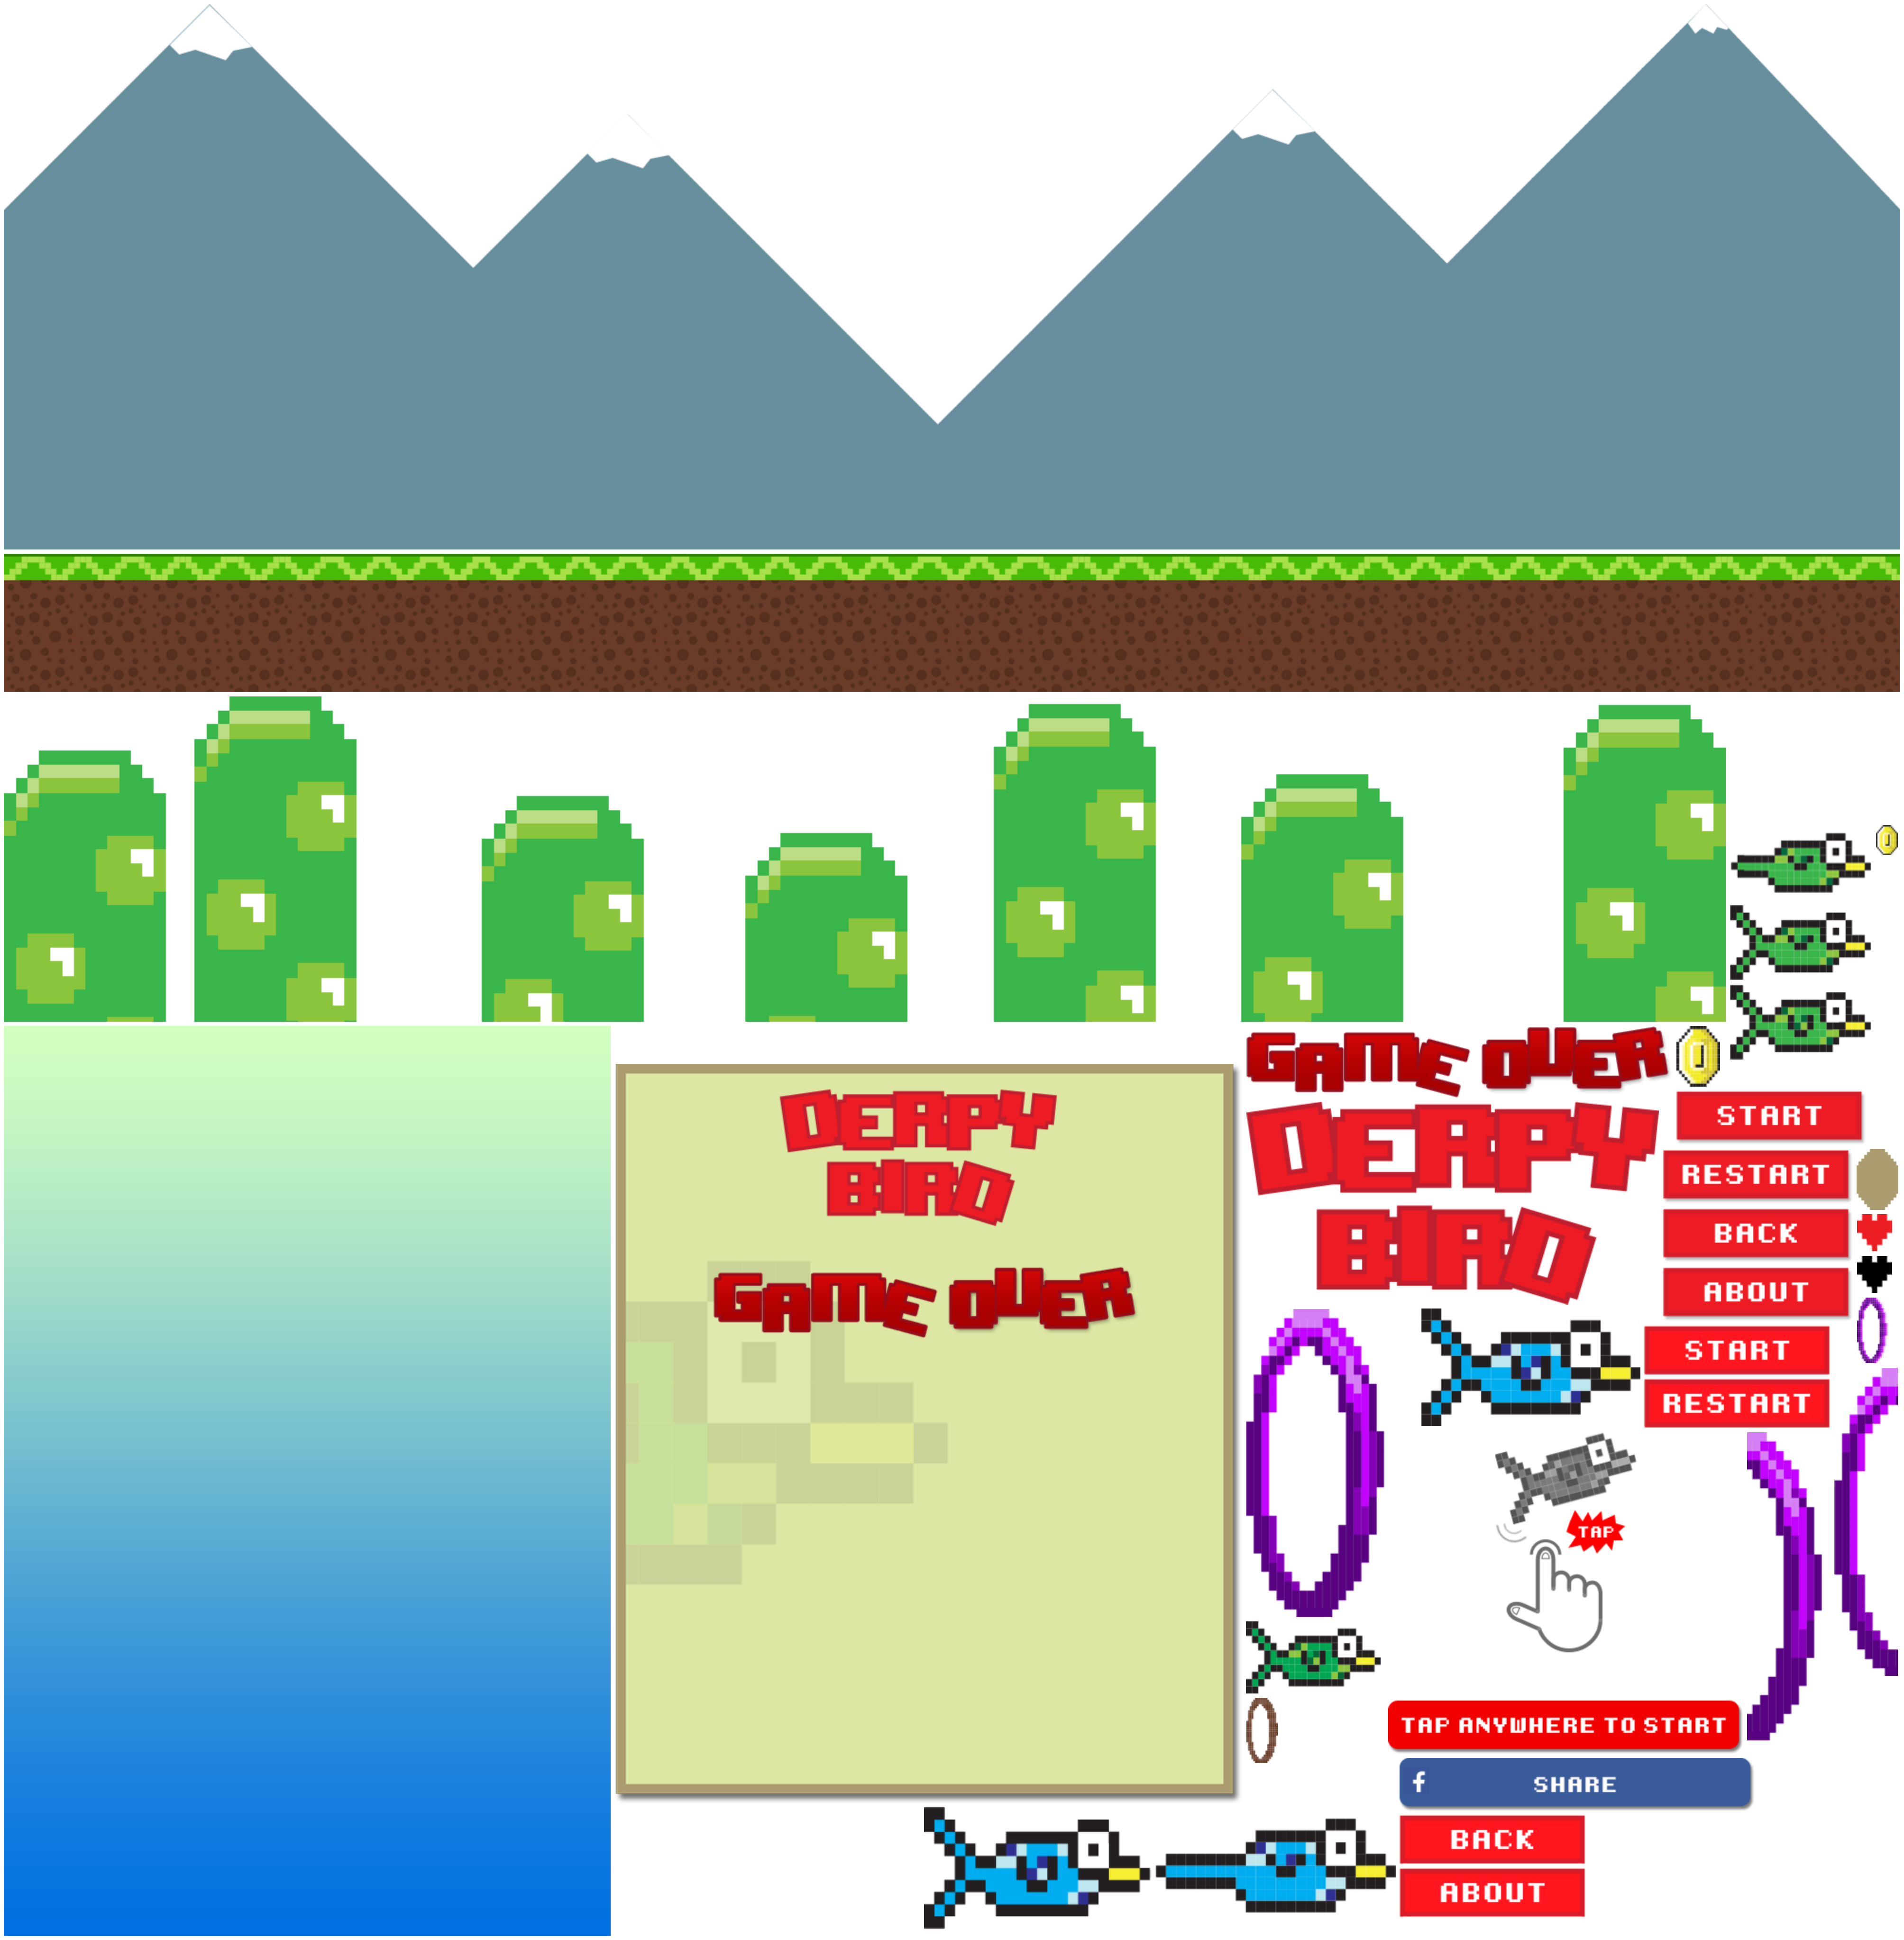 GAME OVER
START
DERPY
BIRD
DERPY
BIRD
RESTART
BACK
GAME OVER
ABOUT
START
RESTART
TAP
TAP ANYWHERE TO START
f SHARE
BACK
ABOUT